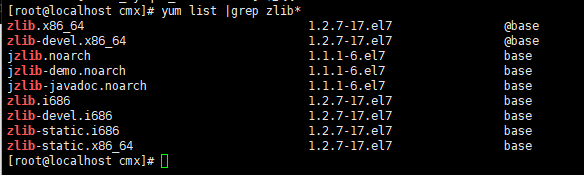 [root@localhost cmx]# yum list |grep zlib*
zlib.x86_64 1.2.7-17.el7 @base
zlib-devel.x86_64 1.2.7-17.el7 @base
jzlib.noarch 1.1.1-6.el7 base
jzlib-demo.noarch 1.1.1-6.el7 base
jzlib-javadoc.noarch 1.1.1-6.el7 base
zlib.i686 1.2.7-17.el7 base
zlib-devel.i686 1.2.7-17.el7 base
zlib-static.i686 1.2.7-17.el7 base
zlib-static.x86_64 1.2.7-17.el7 base
[root@localhost cmx]#